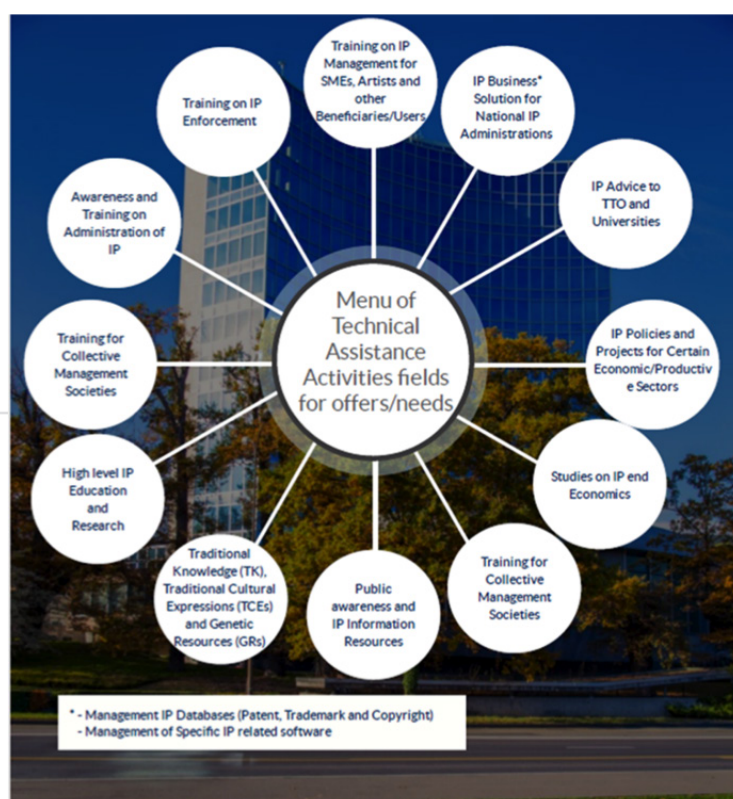 Training on IP
Management for
SMEs, Artists and
other
Beneficiaries/Users
IP Business*
Solution for
National IP
Administrations
IP Advice to
TTO and
Universities
IP Policies and
Projects for Certain
Economic/Productiv
e Sectors
Studies on IP end
Economics
Training for
Collective
Management
Societies
Public
awareness and
IP Information
Resources
Traditional
Knowledge (TK),
Traditional Cultural
Expressions (TCEs)
and Genetic
Resources (GRs)
High level IP
Education
and
Research
Training for
Collective
Management
Societies
Awareness and
Training on
Administration of
IP
Training on IP
Enforcement
Menu of
Technical
Assistance
Activities fields
for offers/needs
* - Management IP Databases (Patent, Trademark and Copyright)
- Management of Specific IP related software